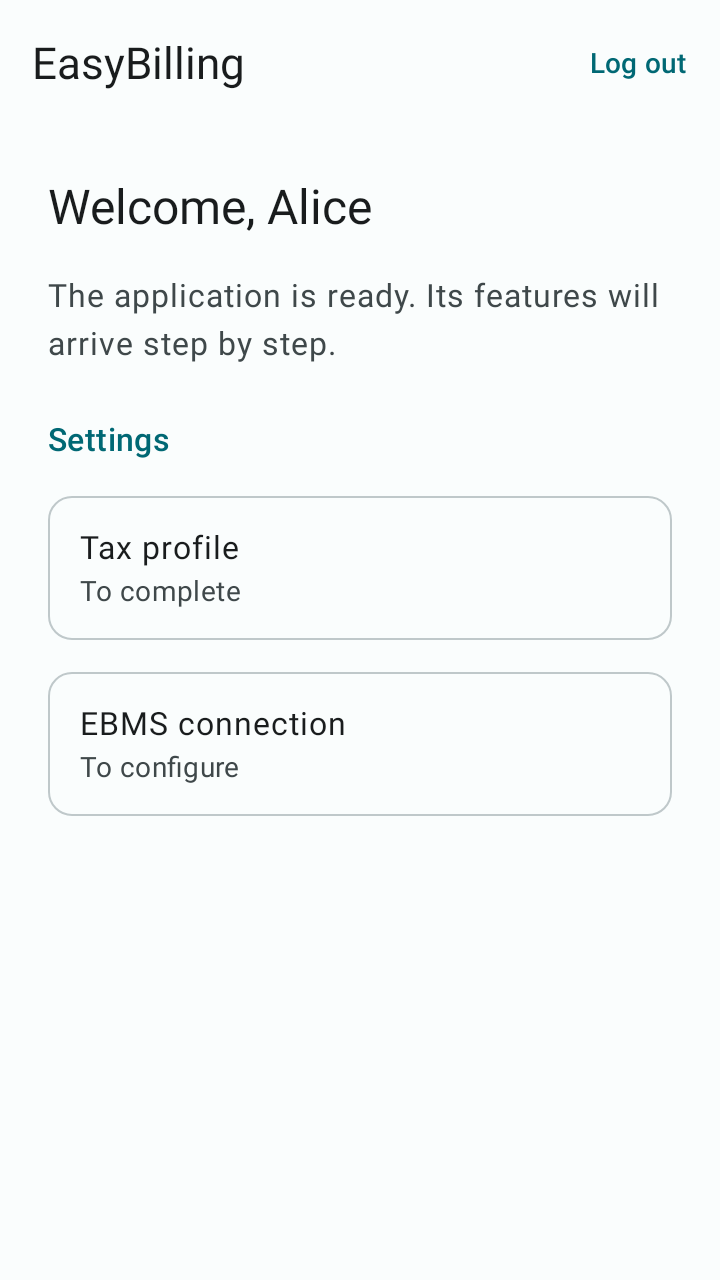 EasyBilling
Log out
Welcome, Alice
The application is ready. Its features will
arrive step by step.
Settings
Tax profile
To complete
EBMS connection
To configure